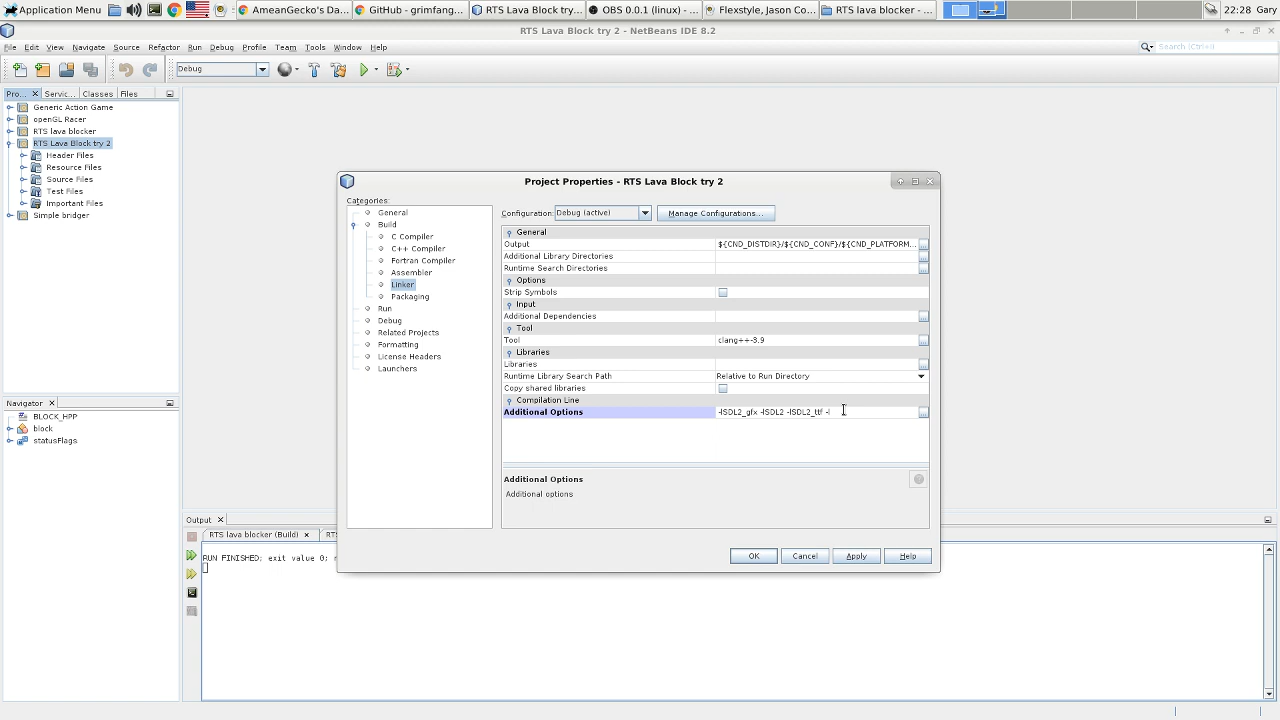 Application Menu
AmeanGecko's Da...
GitHub - grimfang...
RTS Lava Block try...
OBS 0.0.1 (linux) - ...
Flexstyle, Jason Co...
RTS lava blocker - ...
22:28 Gary
RTS Lava Block try 2 - NetBeans IDE 8.2
File Edit View Navigate Source Refactor Run Debug Profile Team Tools Window Help
Search (Ctrl+I)
Debug
Pro... Servic... Classes Files
Generic Action Game
openGL Racer
RTS lava blocker
RTS Lava Block try 2
Header Files
Resource Files
Source Files
Test Files
Important Files
Simple bridger
Navigator
BLOCK_HPP
block
statusFlags
Project Properties - RTS Lava Block try 2
Categories:
General
Build
C Compiler
C++ Compiler
Fortran Compiler
Assembler
Linker
Packaging
Run
Debug
Related Projects
Formatting
License Headers
Launchers
Configuration: Debug (active) Manage Configurations...
General
Output ${CND_DISTDIR}/${CND_CONF}/${CND_PLATFORM... ...
Additional Library Directories ...
Runtime Search Directories ...
Options
Strip Symbols
Input
Additional Dependencies ...
Tool
Tool clang++-3.9 ...
Libraries
Libraries ...
Runtime Library Search Path Relative to Run Directory
Copy shared libraries
Compilation Line
Additional Options -lSDL2_gfx -lSDL2 -lSDL2_ttf -l ...
Additional Options
Additional options
OK Cancel Apply Help
Output
RTS lava blocker (Build) RT
RUN FINISHED; exit value 0;